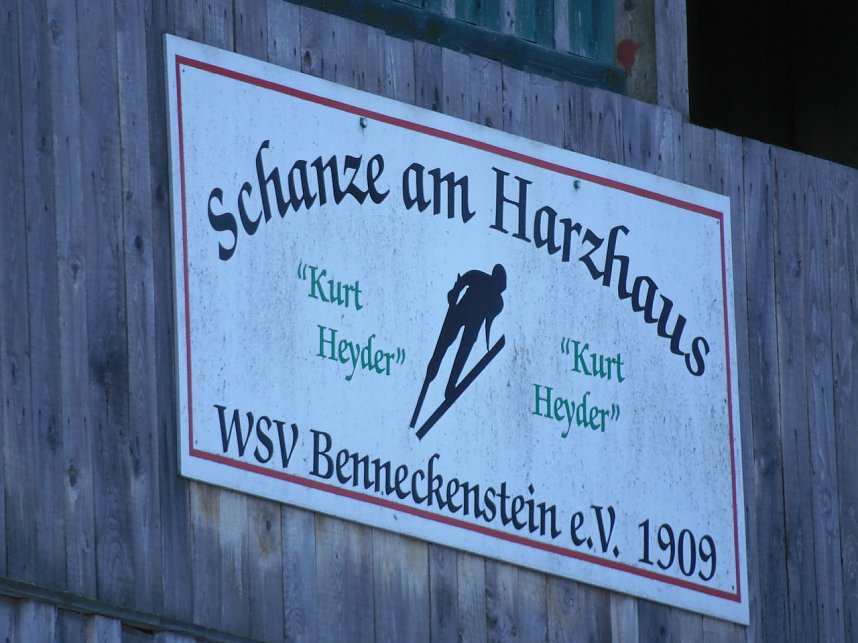 Schanze am Harzhaus
"Kurt
Heyder"
"Kurt
Heyder"
WSV Benneckenstein e.V. 1909